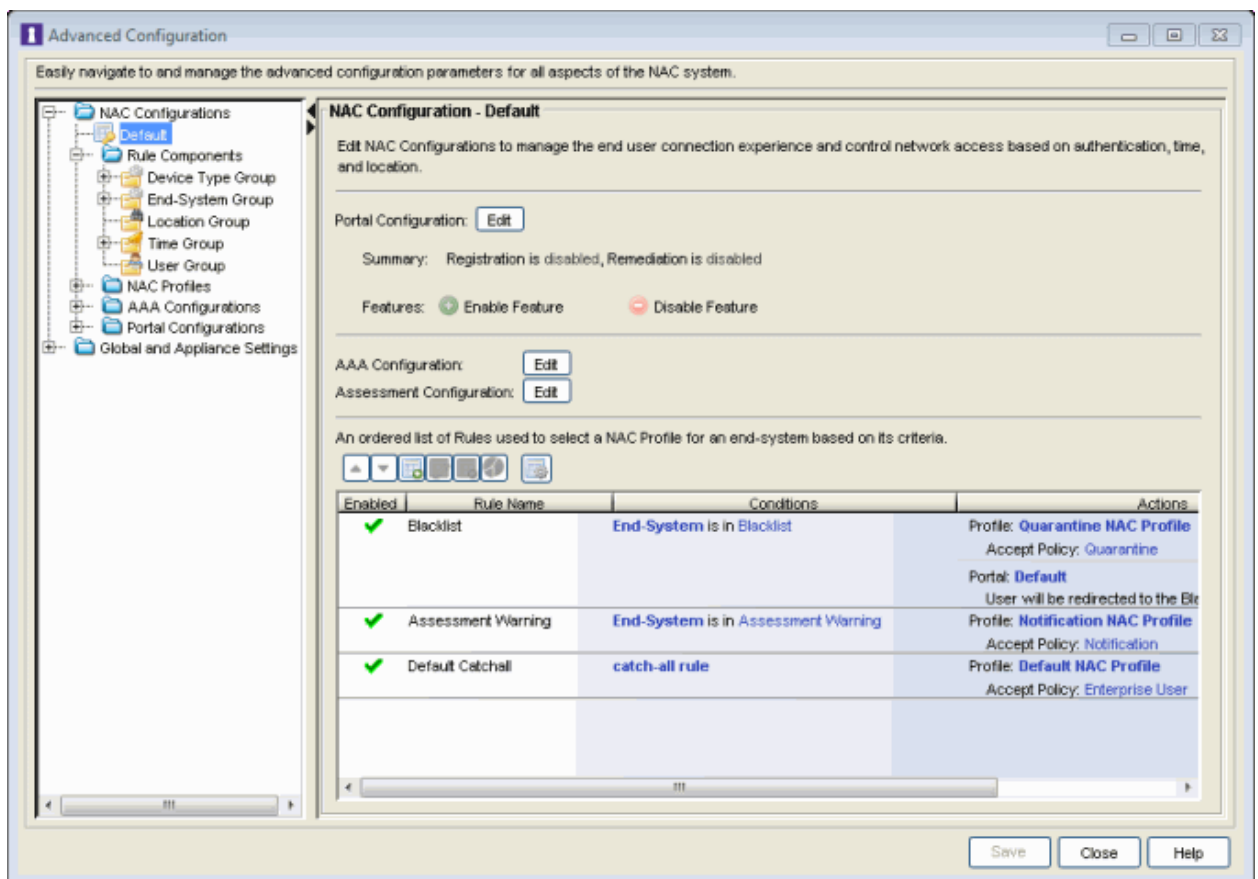 Advanced Configuration
Easily navigate to and manage the advanced configuration parameters for all aspects of the NAC system.
NAC Configurations
Default
Rule Components
Device Type Group
End-System Group
Location Group
Time Group
User Group
NAC Profiles
AAA Configurations
Portal Configurations
Global and Appliance Settings
NAC Configuration - Default
Edit NAC Configurations to manage the end user connection experience and control network access based on authentication, time,
and location.
Portal Configuration: Edit
Summary: Registration is disabled, Remediation is disabled
Features: Enable Feature Disable Feature
AAA Configuration: Edit
Assessment Configuration: Edit
An ordered list of Rules used to select a NAC Profile for an end-system based on its criteria.
Enabled Rule Name Conditions Actions
Blacklist End-System is in Blacklist Profile: Quarantine NAC Profile
Accept Policy: Quarantine
Portal: Default
User will be redirected to the Ble
Assessment Warning End-System is in Assessment Warning Profile: Notification NAC Profile
Accept Policy: Notification
Default Catchall catch-all rule Profile: Default NAC Profile
Accept Policy: Enterprise User
Save Close Help